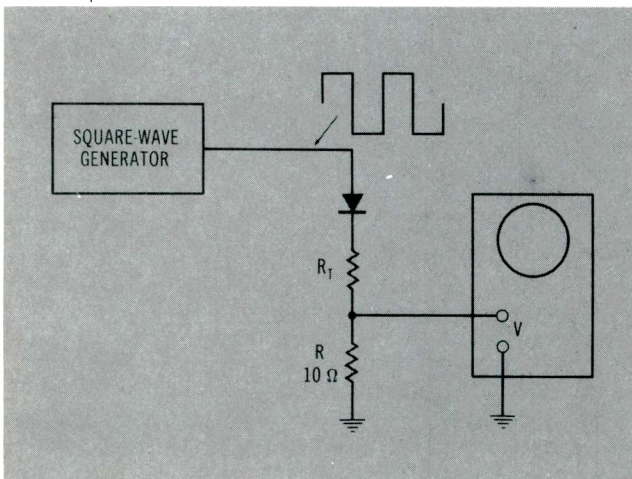 SQUARE-WAVE
GENERATOR
R_T
V
R
10 Ω